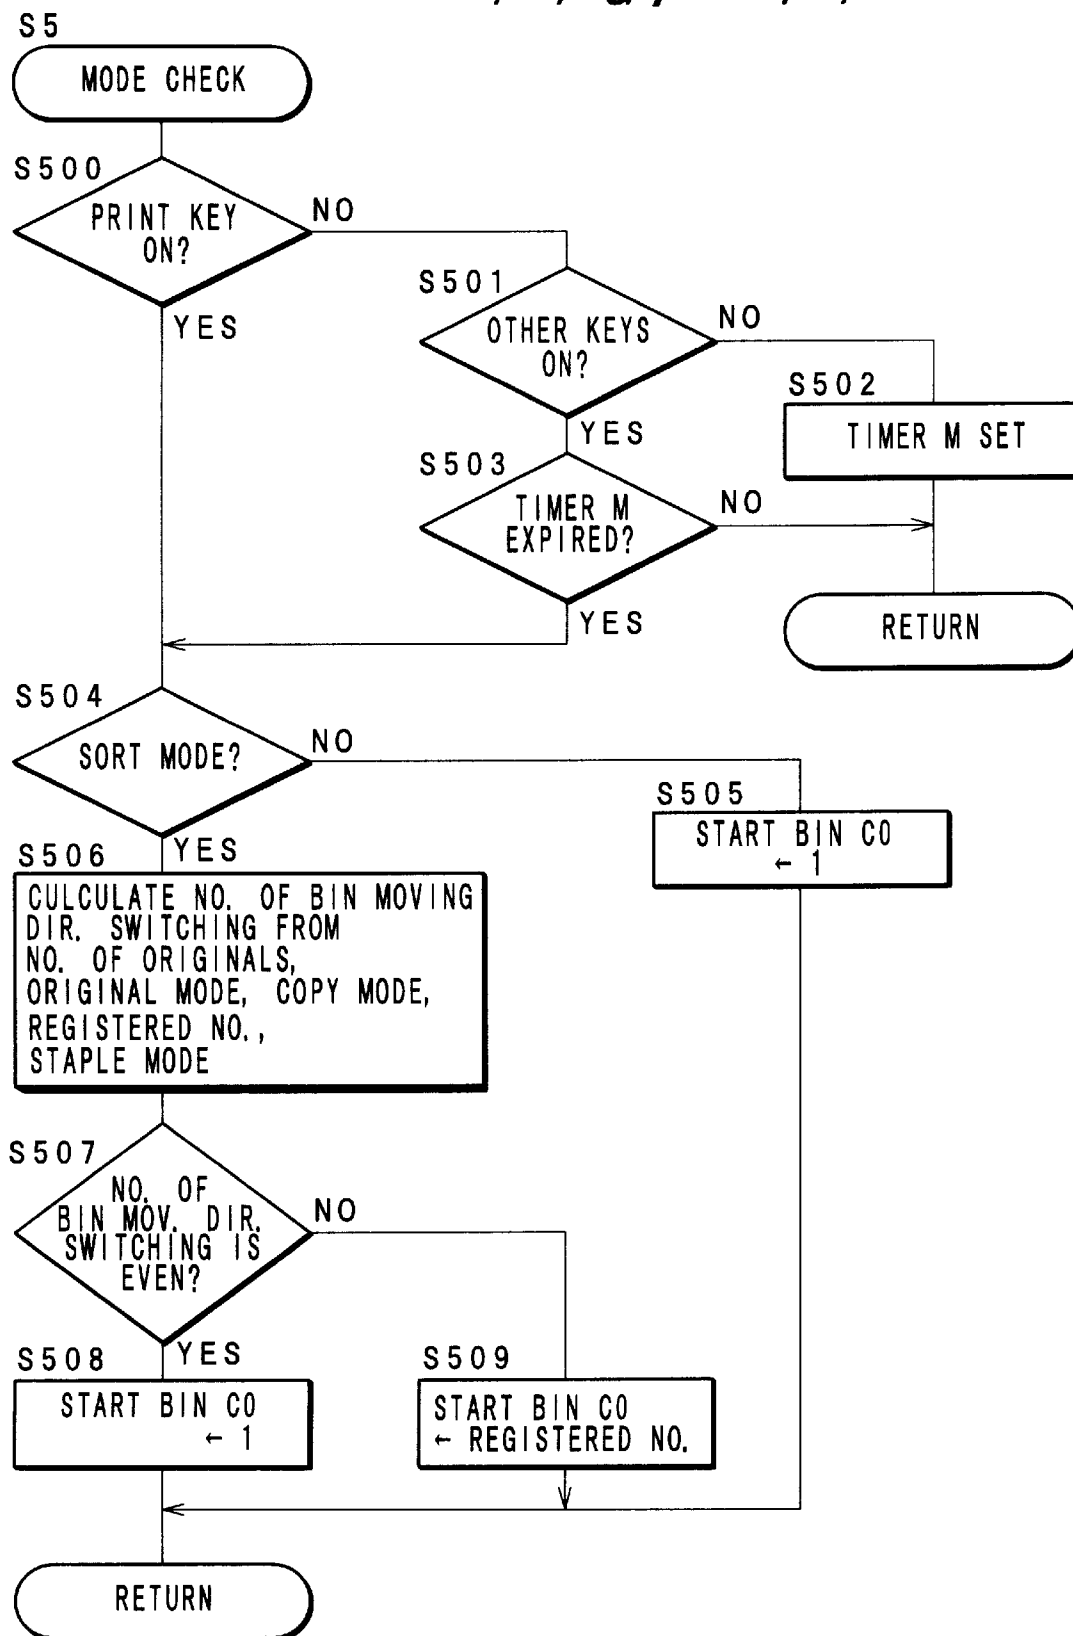 S5
MODE CHECK
S500
PRINT KEY
ON?
NO
YES
S501
OTHER KEYS
ON?
NO
YES
S502
TIMER M SET
S503
TIMER M
EXPIRED?
NO
YES
RETURN
S504
SORT MODE?
NO
YES
S505
START BIN C0
← 1
S506
CULCULATE NO. OF BIN MOVING
DIR. SWITCHING FROM
NO. OF ORIGINALS,
ORIGINAL MODE, COPY MODE,
REGISTERED NO.,
STAPLE MODE
S507
NO. OF
BIN MOV. DIR.
SWITCHING IS
EVEN?
NO
YES
S508
START BIN C0
← 1
S509
START BIN C0
← REGISTERED NO.
RETURN